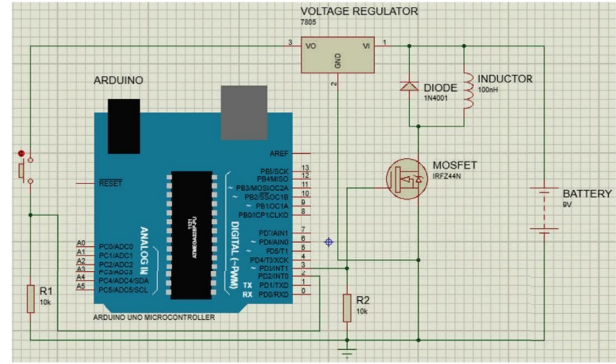 VOLTAGE REGULATOR
7805
3 VO VI 1
GND
2
DIODE
1N4001
INDUCTOR
100nH
ARDUINO
AREF
RESET
PB5/SCK 13
PB4/MISO 12
~ PB3/MOSI/OC2A 11
~ PB2/SS/OC1B 10
~ PB1/OC1A 9
PB0/ICP1/CLKO 8
PD7/AIN1 7
~ PD6/AIN0 6
~ PD5/T1 5
PD4/T0/XCK 4
~ PD3/INT1 3
PD2/INT0 2
TX PD1/TXD 1
RX PD0/RXD 0
DIGITAL (~PWM)
ANALOG IN
A0 PC0/ADC0
A1 PC1/ADC1
A2 PC2/ADC2
A3 PC3/ADC3
A4 PC4/ADC4/SDA
A5 PC5/ADC5/SCL
ARDUINO UNO MICROCONTROLLER
MOSFET
IRFZ44N
BATTERY
9V
R1
10k
R2
10k